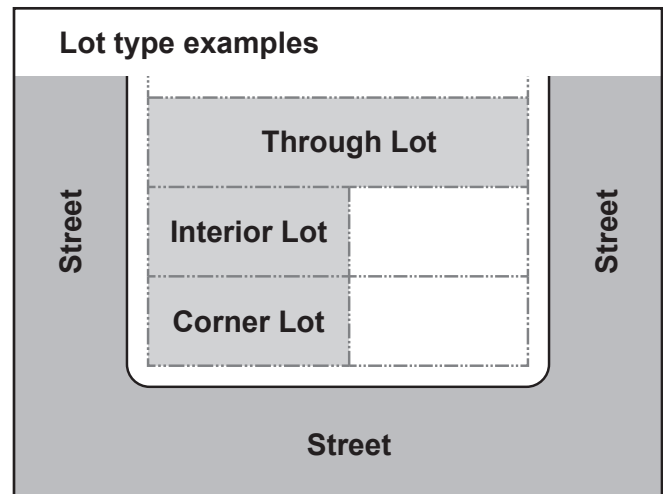 Lot type examples
Through Lot
Street
Interior Lot
Street
Corner Lot
Street